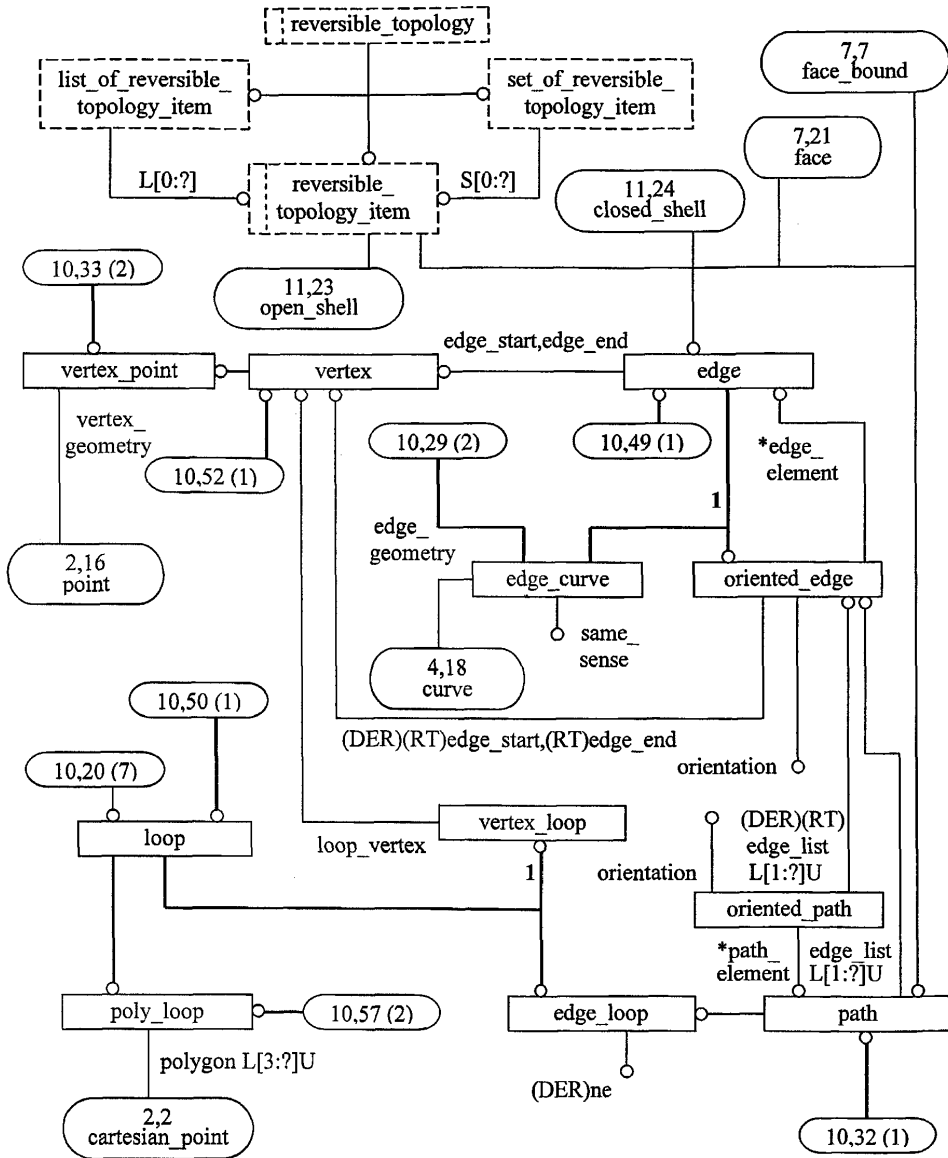 reversible_topology
7,7
face_bound
list_of_reversible_
topology_item
set_of_reversible_
topology_item
7,21
face
L[0:?]
reversible_
topology_item
S[0:?]
11,24
closed_shell
10,33 (2)
11,23
open_shell
edge_start,edge_end
vertex_point
vertex
edge
vertex_
geometry
10,52 (1)
10,29 (2)
10,49 (1)
*edge_
element
1
edge_
geometry
2,16
point
edge_curve
oriented_edge
same_
sense
4,18
curve
10,50 (1)
(DER)(RT)edge_start,(RT)edge_end
10,20 (7)
orientation
loop
vertex_loop
loop_vertex
1
(DER)(RT)
edge_list
L[1:?]U
orientation
oriented_path
*path_
element
edge_list
L[1:?]U
poly_loop
10,57 (2)
edge_loop
path
polygon L[3:?]U
(DER)ne
2,2
cartesian_point
10,32 (1)